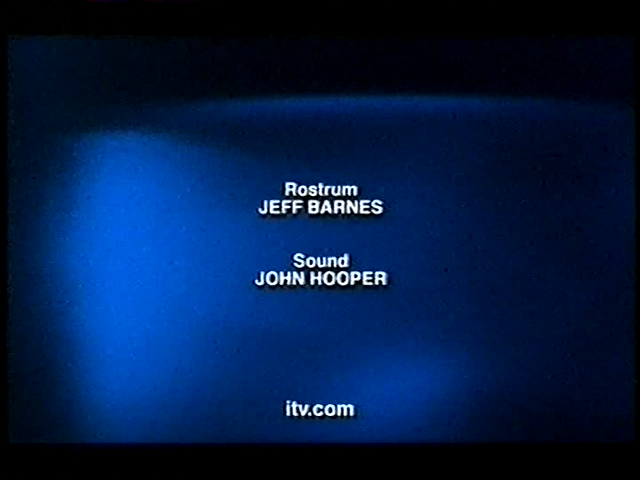 Rostrum
JEFF BARNES
Sound
JOHN HOOPER
itv.com